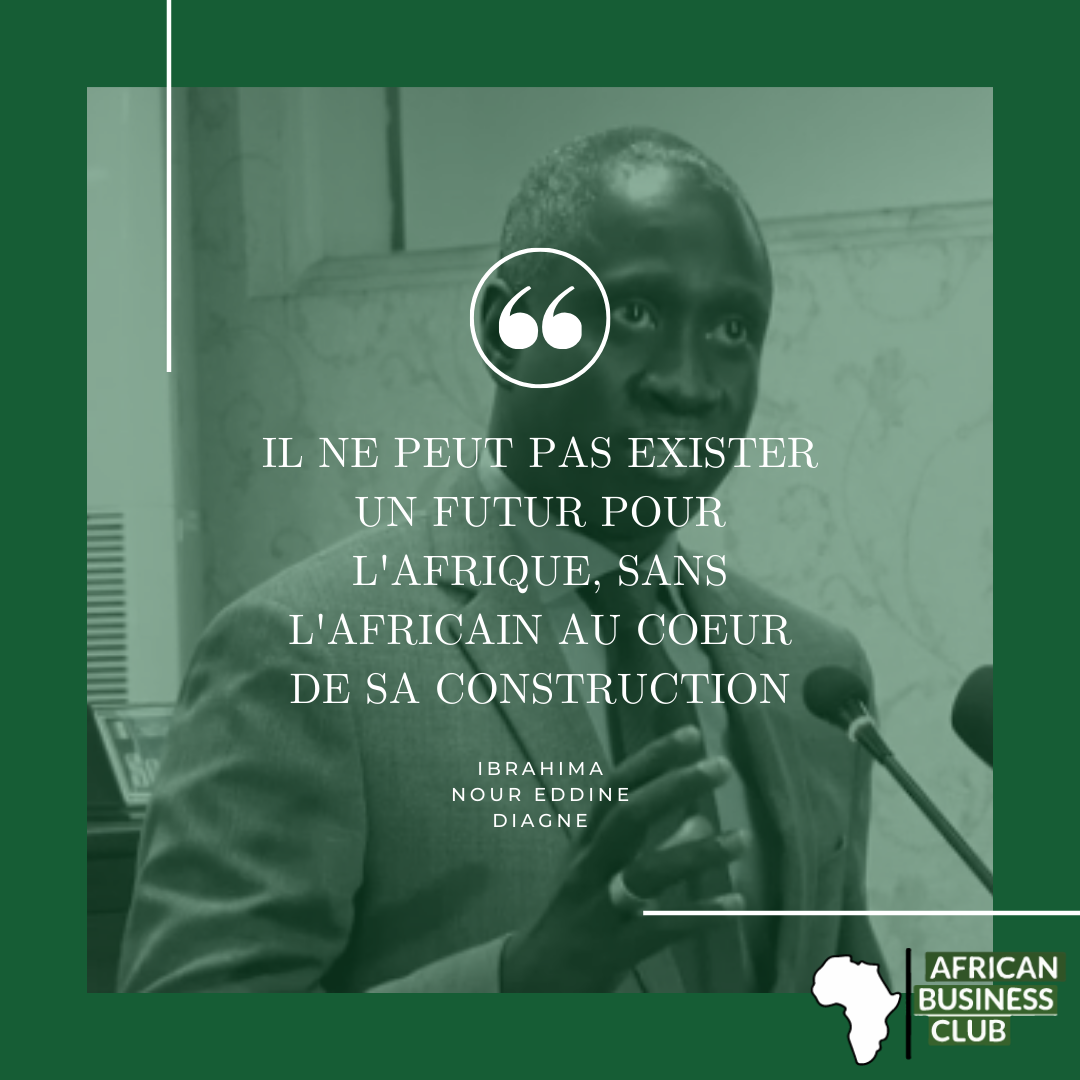 IL NE PEUT PAS EXISTER
UN FUTUR POUR
L'AFRIQUE, SANS
L'AFRICAIN AU COEUR
DE SA CONSTRUCTION
IBRAHIMA
NOUR EDDINE
DIAGNE
AFRICAN
BUSINESS
CLUB